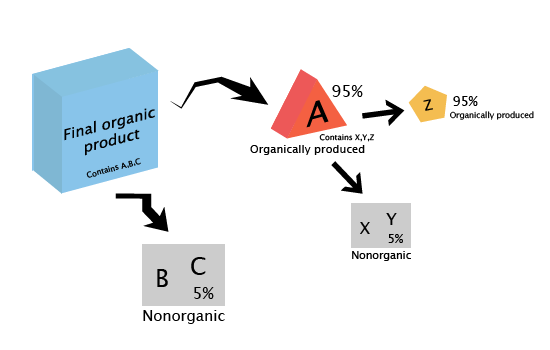 Final organic
product
Contains A,B,C
A
95%
Contains X,Y,Z
Organically produced
Z
95%
Organically produced
B
C
5%
Nonorganic
X
Y
5%
Nonorganic